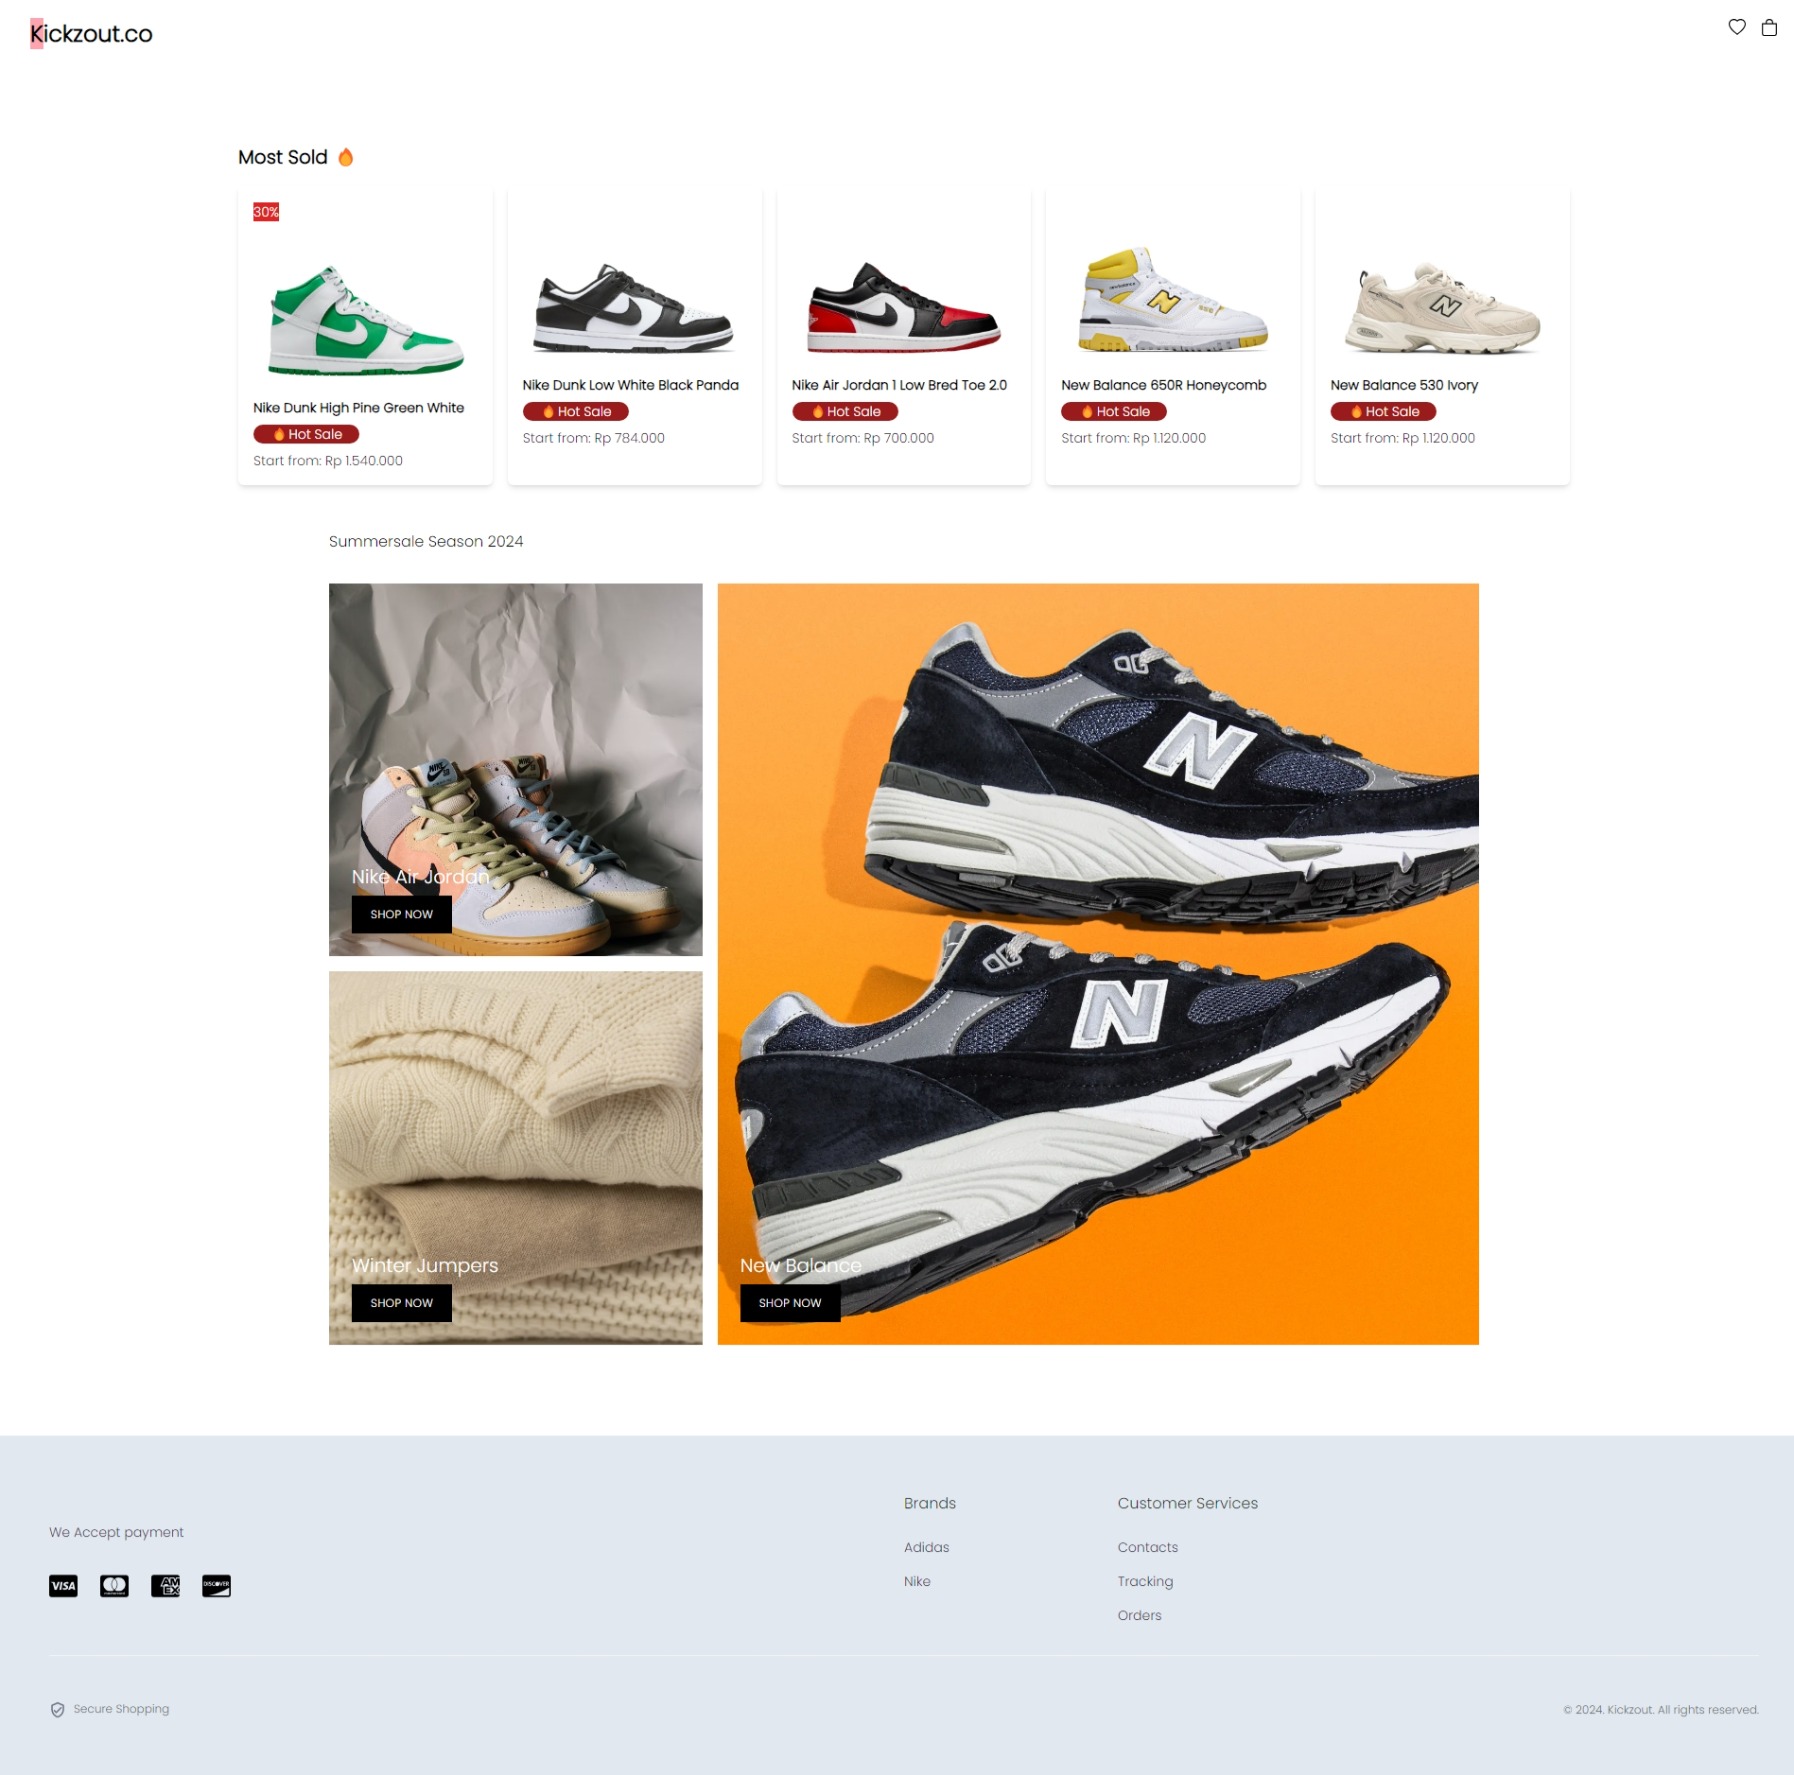 Kickzout.co
Most Sold 🔥
30%
Nike Dunk High Pine Green White
🔥 Hot Sale
Start from: Rp 1.540.000
Nike Dunk Low White Black Panda
🔥 Hot Sale
Start from: Rp 784.000
Nike Air Jordan 1 Low Bred Toe 2.0
🔥 Hot Sale
Start from: Rp 700.000
New Balance 650R Honeycomb
🔥 Hot Sale
Start from: Rp 1.120.000
New Balance 530 Ivory
🔥 Hot Sale
Start from: Rp 1.120.000
Summersale Season 2024
Nike Air Jordan
SHOP NOW
Winter Jumpers
SHOP NOW
New Balance
SHOP NOW
We Accept payment
VISA
AMEX
DISCOVER
Brands
Adidas
Nike
Customer Services
Contacts
Tracking
Orders
Secure Shopping
© 2024. Kickzout. All rights reserved.